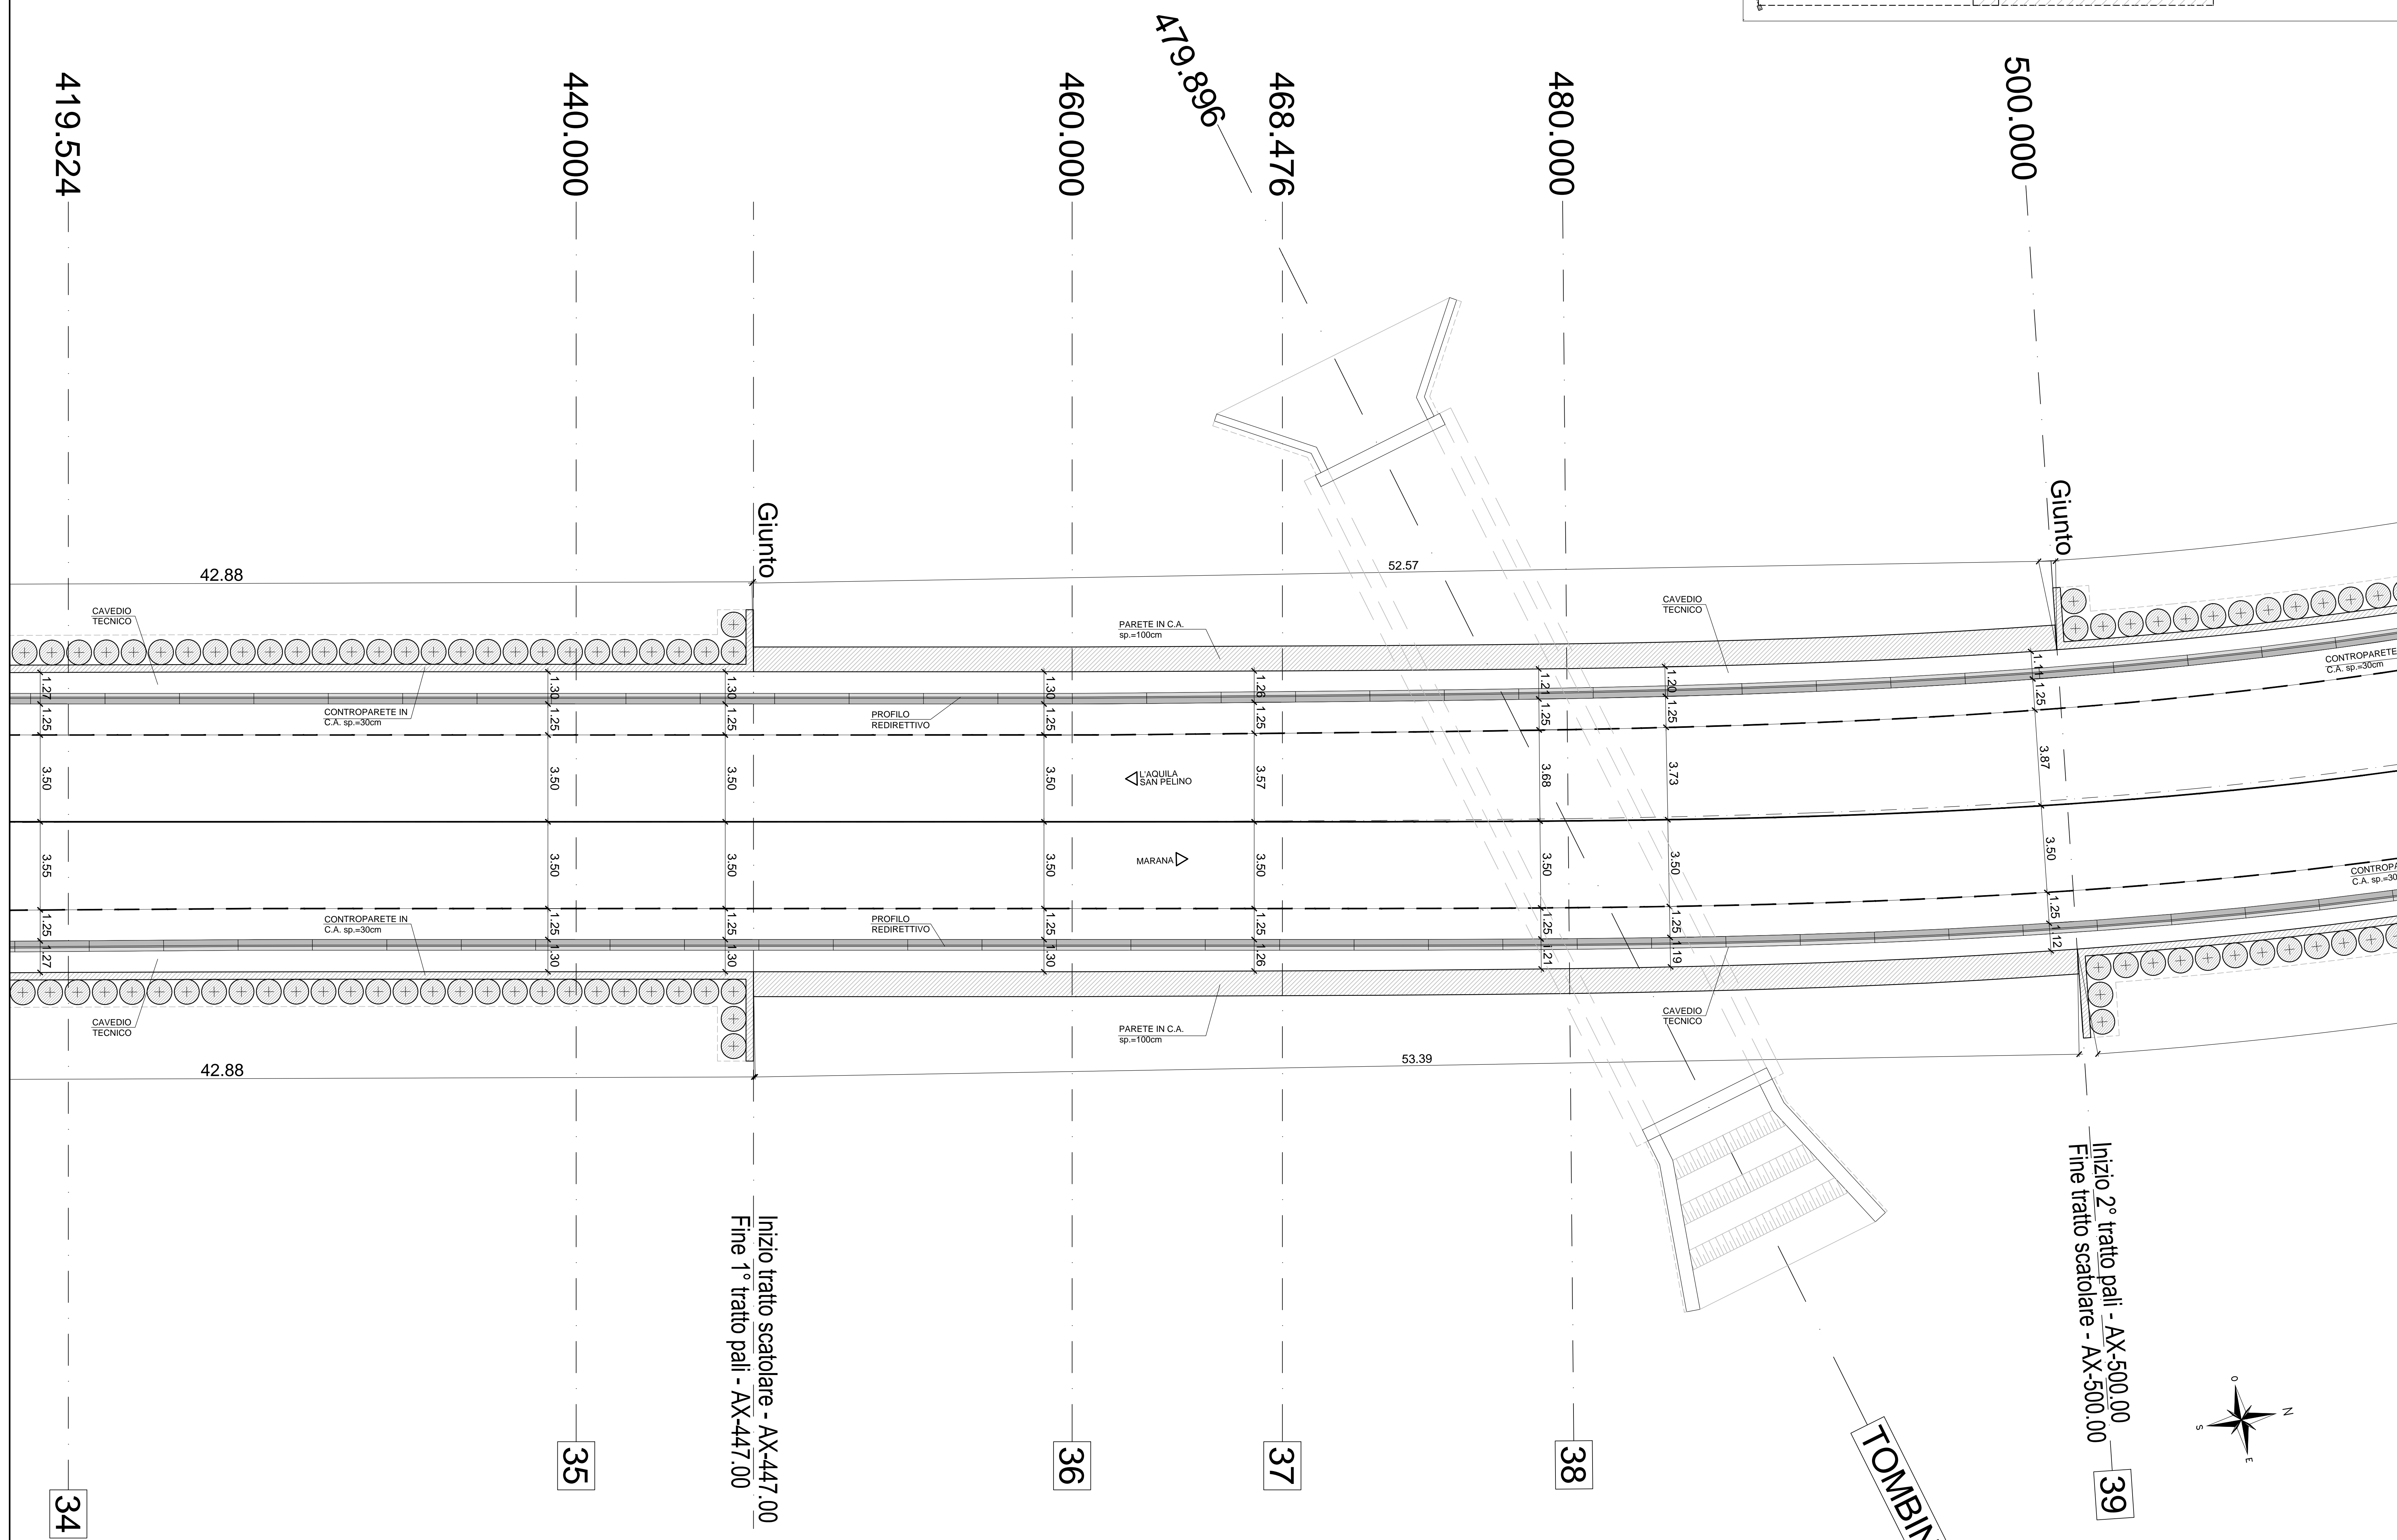 419.524
440.000
460.000
468.476
479.896
480.000
500.000
Giunto
Giunto
42.88
52.57
CAVEDIO
TECNICO
PARETE IN C.A.
sp.=100cm
CAVEDIO
TECNICO
CONTROPARETE IN
C.A. sp.=30cm
PROFILO
REDIRETTIVO
CONTROPARETE
C.A. sp.=30cm
1.27
1.25
3.50
3.55
1.25
1.27
1.30
1.25
3.50
3.50
1.25
1.30
1.30
1.25
3.50
3.50
1.25
1.30
1.30
1.25
3.50
3.50
1.25
1.30
1.26
1.25
3.57
3.50
1.25
1.26
1.21
1.25
3.68
3.50
1.25
1.21
1.20
1.25
3.73
3.50
1.25
1.19
1.11
1.25
3.87
3.50
1.25
1.12
L'AQUILA
SAN PELINO
MARANA
CONTROPARETE IN
C.A. sp.=30cm
PROFILO
REDIRETTIVO
CONTROPA
C.A. sp.=30
CAVEDIO
TECNICO
PARETE IN C.A.
sp.=100cm
CAVEDIO
TECNICO
42.88
53.39
Inizio tratto scatolare - AX-447.00
Fine 1° tratto pali - AX-447.00
Inizio 2° tratto pali - AX-500.00
Fine tratto scatolare - AX-500.00
O
N
S
E
34
35
36
37
38
TOMBIN
39